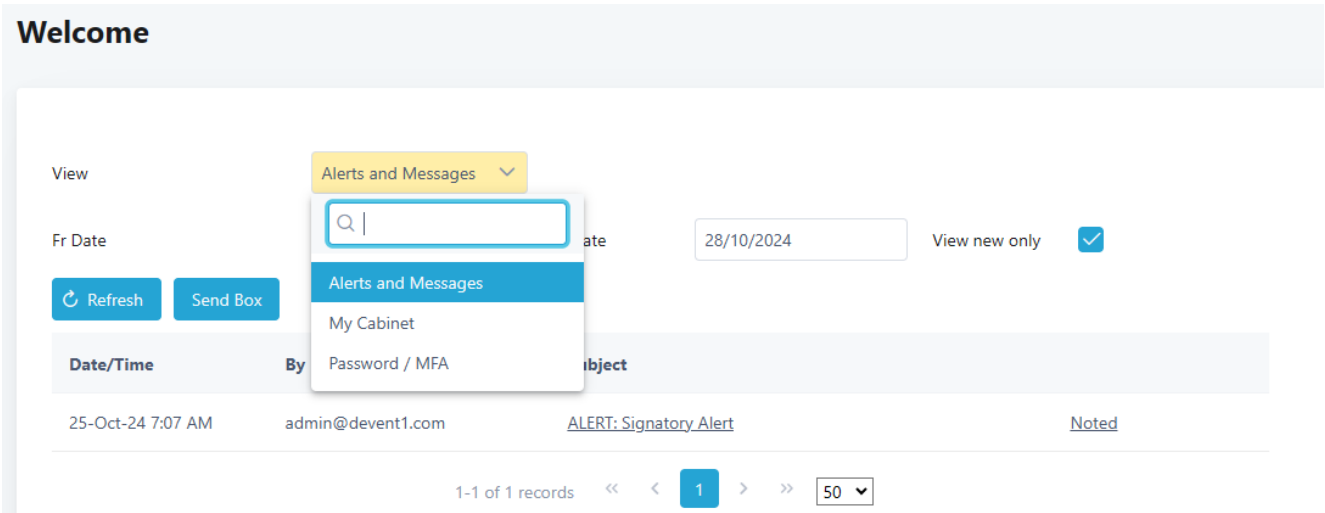 Welcome
View Alerts and Messages
Fr Date ate 28/10/2024 View new only
Refresh Send Box
Alerts and Messages
My Cabinet
Password / MFA
Date/Time By bject
25-Oct-24 7:07 AM admin@devent1.com ALERT: Signatory Alert Noted
1-1 of 1 records « < 1 > » 50